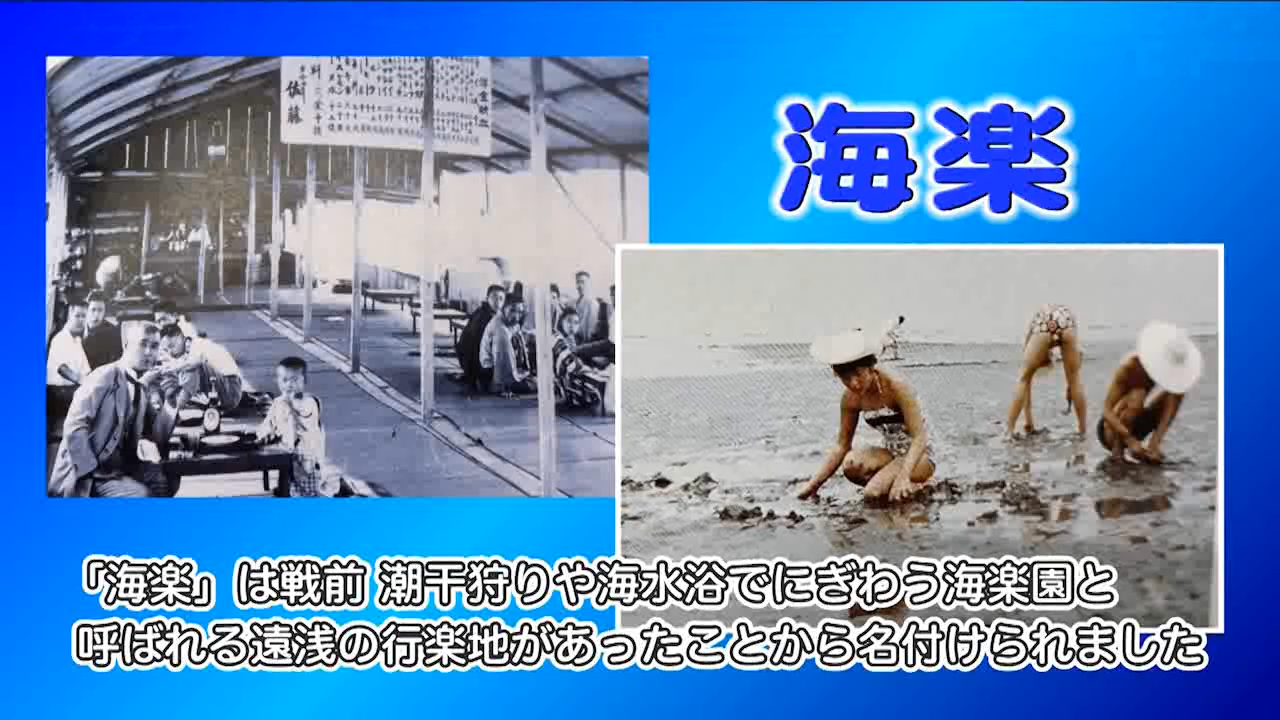 海楽
佐藤
「海楽」は戦前 潮干狩りや海水浴でにぎわう海楽園と
呼ばれる遠浅の行楽地があったことから名付けられました